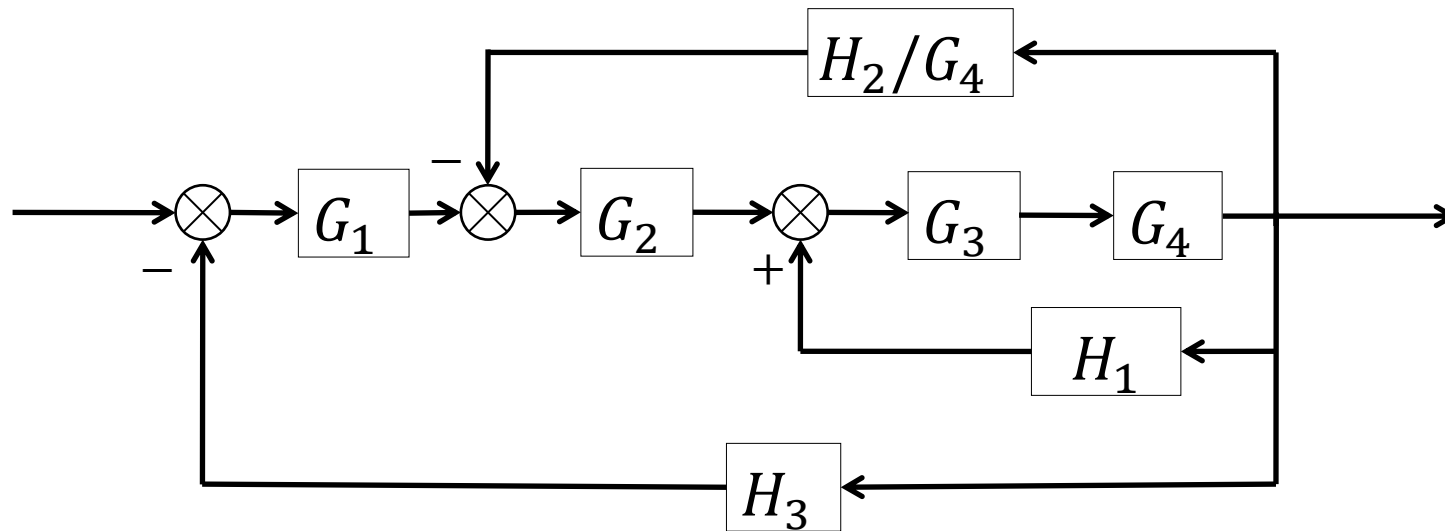 H₂/G₄
−
G₁
G₂
G₃
G₄
−
+
H₁
H₃